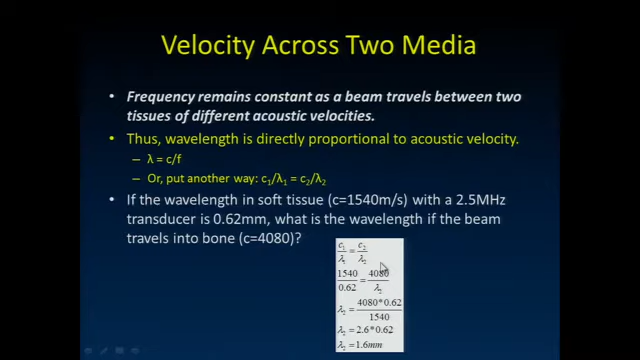 Velocity Across Two Media
• Frequency remains constant as a beam travels between two
tissues of different acoustic velocities.
• Thus, wavelength is directly proportional to acoustic velocity.
– λ = c/f
– Or, put another way: c₁/λ₁ = c₂/λ₂
• If the wavelength in soft tissue (c=1540m/s) with a 2.5MHz
transducer is 0.62mm, what is the wavelength if the beam
travels into bone (c=4080)?
c₁/λ₁ = c₂/λ₂
1540/0.62 = 4080/λ₂
λ₂ = 4080*0.62/1540
λ₂ = 2.6*0.62
λ₂ = 1.6mm